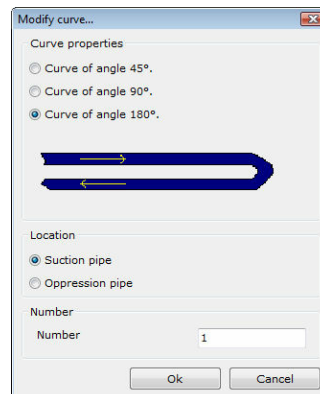 Modify curve...
Curve properties
Curve of angle 45°.
Curve of angle 90°.
Curve of angle 180°.
Location
Suction pipe
Oppression pipe
Number
Number 1
Ok Cancel